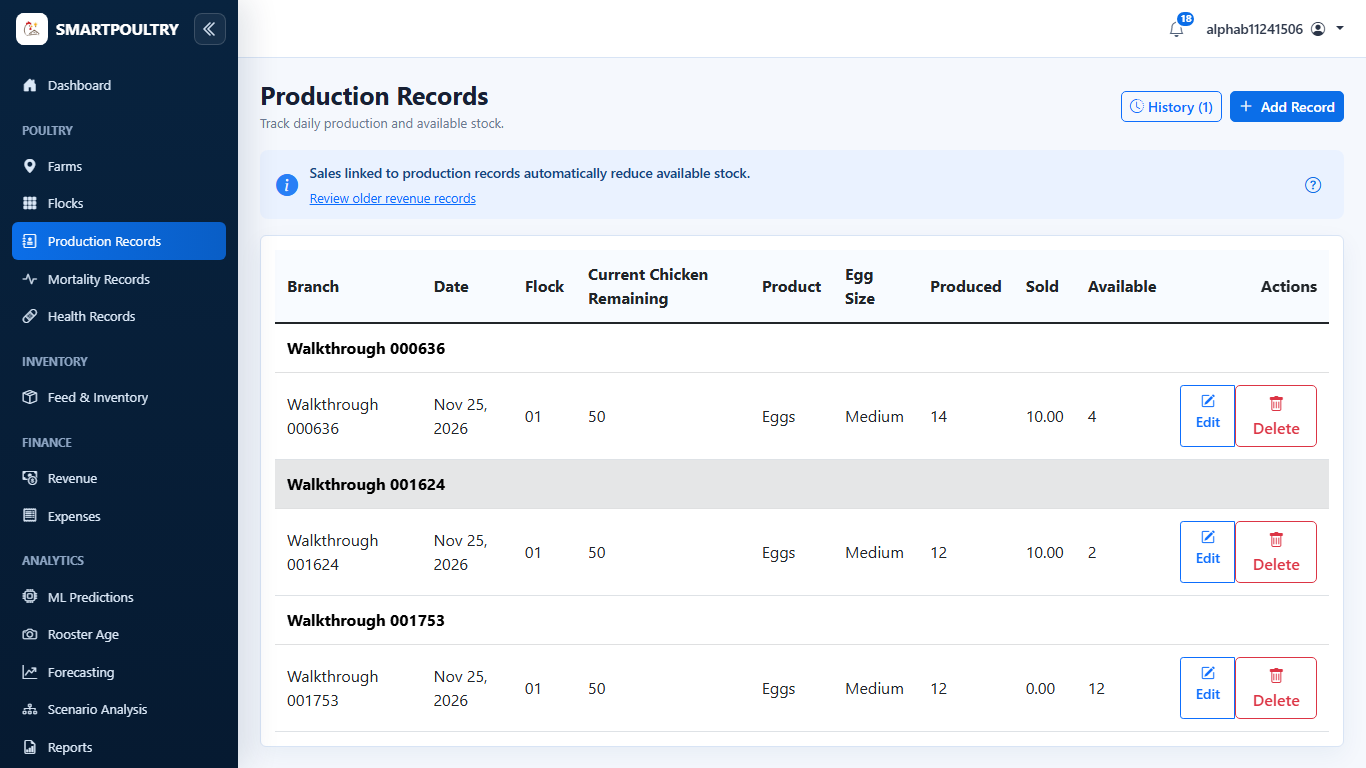 SMARTPOULTRY
18
alphab11241506
Dashboard
POULTRY
Farms
Flocks
Production Records
Mortality Records
Health Records
INVENTORY
Feed & Inventory
FINANCE
Revenue
Expenses
ANALYTICS
ML Predictions
Rooster Age
Forecasting
Scenario Analysis
Reports
Production Records
Track daily production and available stock.
History (1)
Add Record
Sales linked to production records automatically reduce available stock.
Review older revenue records
Branch Date Flock Current Chicken Remaining Product Egg Size Produced Sold Available Actions
Walkthrough 000636
Walkthrough 000636 Nov 25, 2026 01 50 Eggs Medium 14 10.00 4 Edit Delete
Walkthrough 001624
Walkthrough 001624 Nov 25, 2026 01 50 Eggs Medium 12 10.00 2 Edit Delete
Walkthrough 001753
Walkthrough 001753 Nov 25, 2026 01 50 Eggs Medium 12 0.00 12 Edit Delete